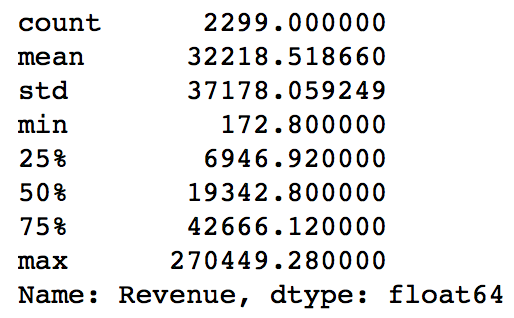 count 2299.000000
mean 32218.518660
std 37178.059249
min 172.800000
25% 6946.920000
50% 19342.800000
75% 42666.120000
max 270449.280000
Name: Revenue, dtype: float64